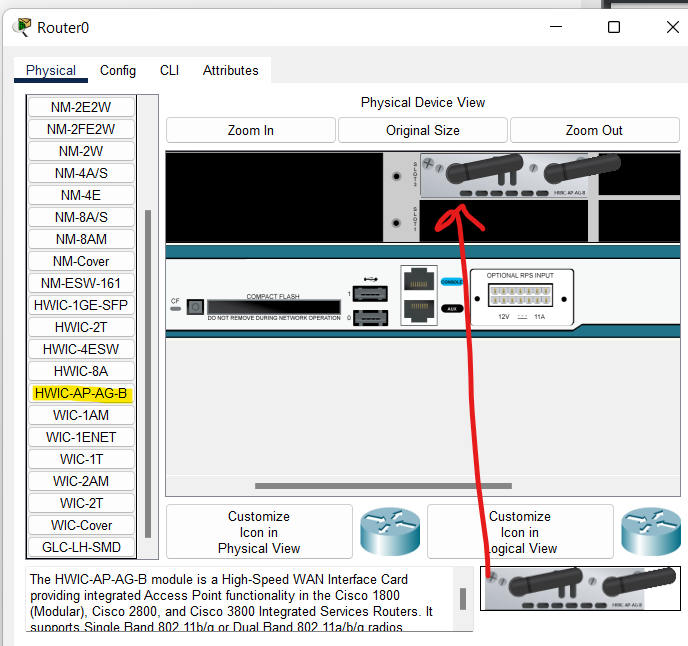 Router0
Physical Config CLI Attributes
NM-2E2W
NM-2FE2W
NM-2W
NM-4A/S
NM-4E
NM-8A/S
NM-8AM
NM-Cover
NM-ESW-161
HWIC-1GE-SFP
HWIC-2T
HWIC-4ESW
HWIC-8A
HWIC-AP-AG-B
WIC-1AM
WIC-1ENET
WIC-1T
WIC-2AM
WIC-2T
WIC-Cover
GLC-LH-SMD
Physical Device View
Zoom In Original Size Zoom Out
HWIC-AP-AG-B
SLOT 1
CF
COMPACT FLASH
DO NOT REMOVE DURING NETWORK OPERATION
1
0
CONSOLE
AUX
OPTIONAL RPS INPUT
12V 11A
Customize
Icon in
Physical View
Customize
Icon in
Logical View
The HWIC-AP-AG-B module is a High-Speed WAN Interface Card
providing integrated Access Point functionality in the Cisco 1800
(Modular), Cisco 2800, and Cisco 3800 Integrated Services Routers. It
supports Single Band 802.11b/g or Dual Band 802.11a/b/g radios
HWIC-AP-AG-B